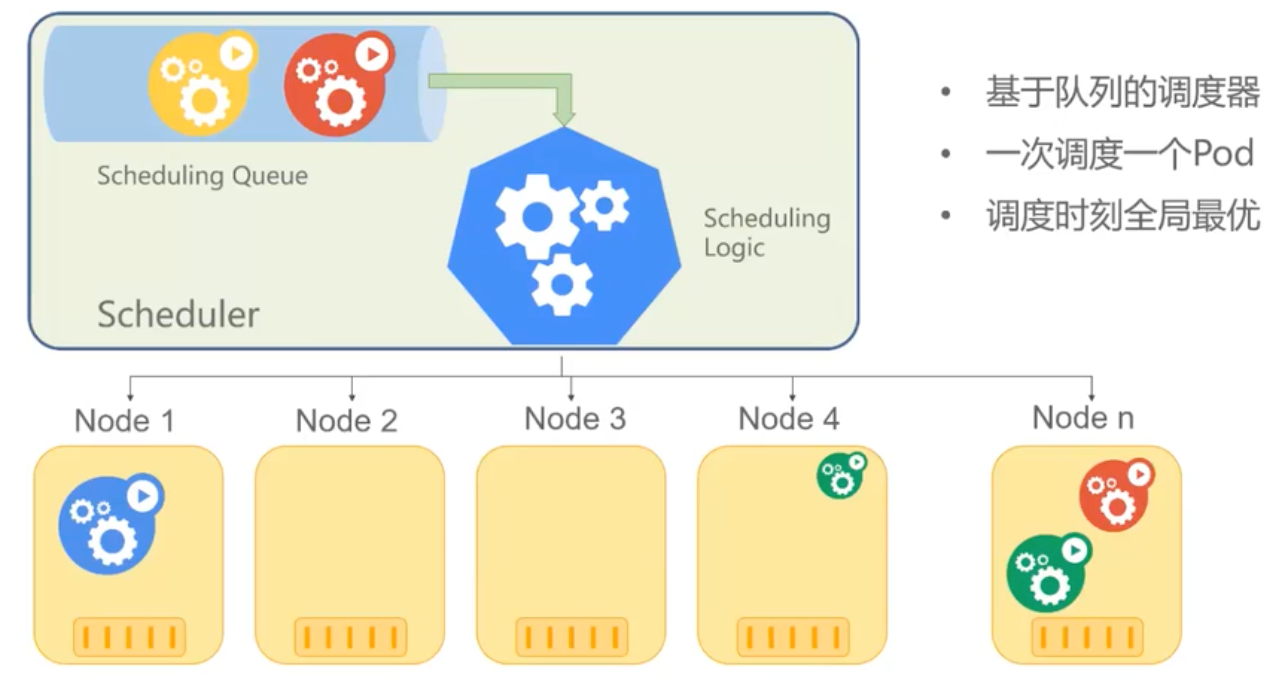 Scheduling Queue
Scheduling
Logic
Scheduler
• 基于队列的调度器
• 一次调度一个Pod
• 调度时刻全局最优
Node 1
Node 2
Node 3
Node 4
Node n